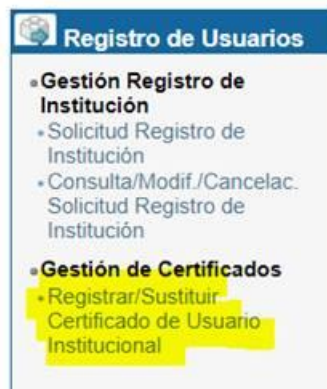 Registro de Usuarios
Gestión Registro de
Institución
Solicitud Registro de
Institución
Consulta/Modif./Cancelac.
Solicitud Registro de
Institución
Gestión de Certificados
Registrar/Sustituir
Certificado de Usuario
Institucional